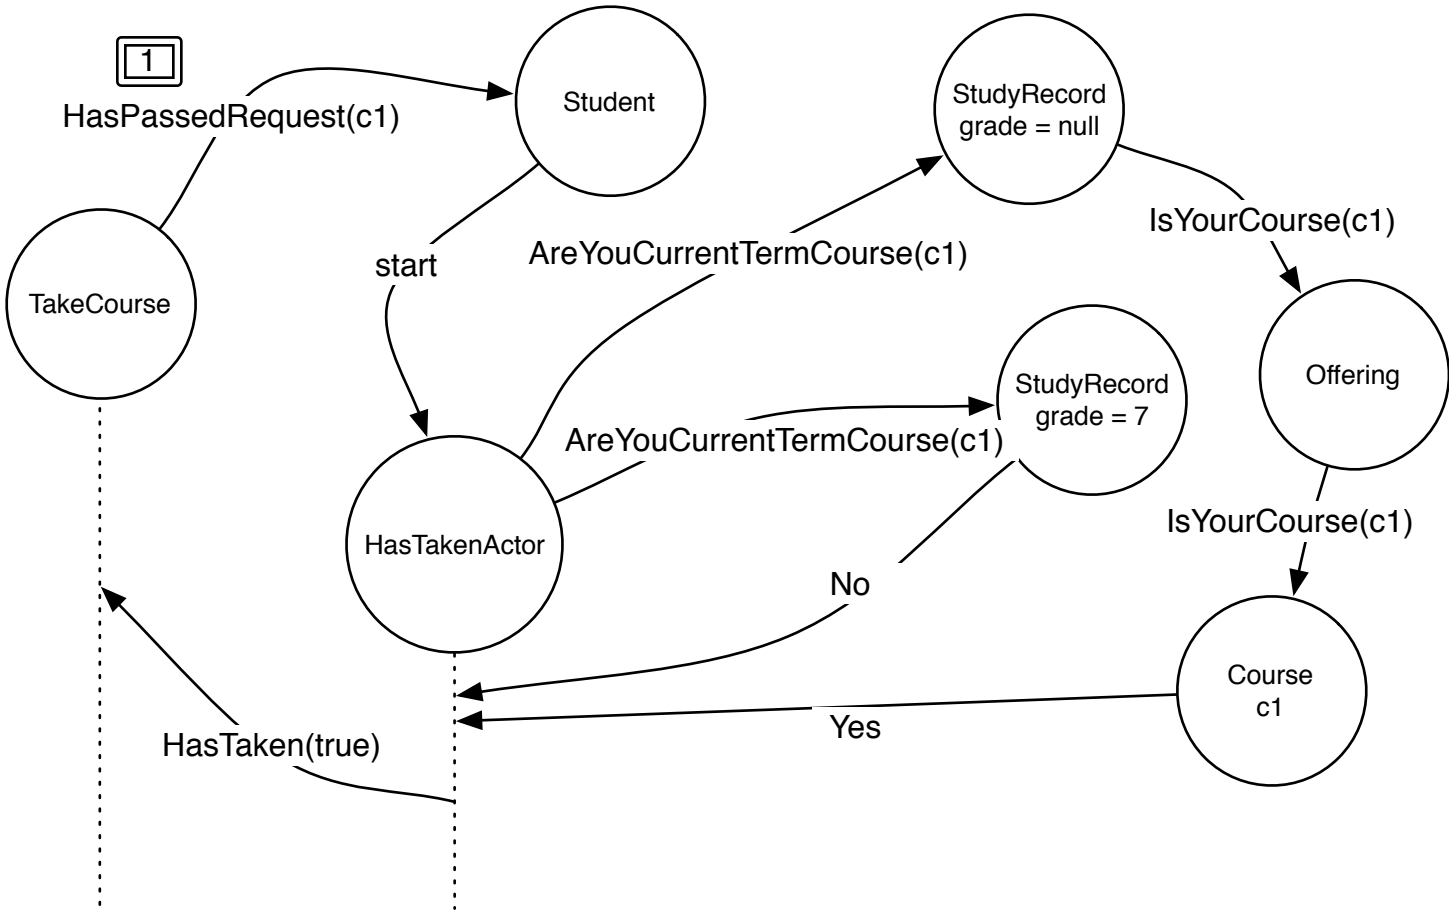 1
HasPassedRequest(c1)
Student
StudyRecord
grade = null
IsYourCourse(c1)
AreYouCurrentTermCourse(c1)
start
TakeCourse
Offering
StudyRecord
grade = 7
AreYouCurrentTermCourse(c1)
IsYourCourse(c1)
HasTakenActor
No
Course
c1
Yes
HasTaken(true)